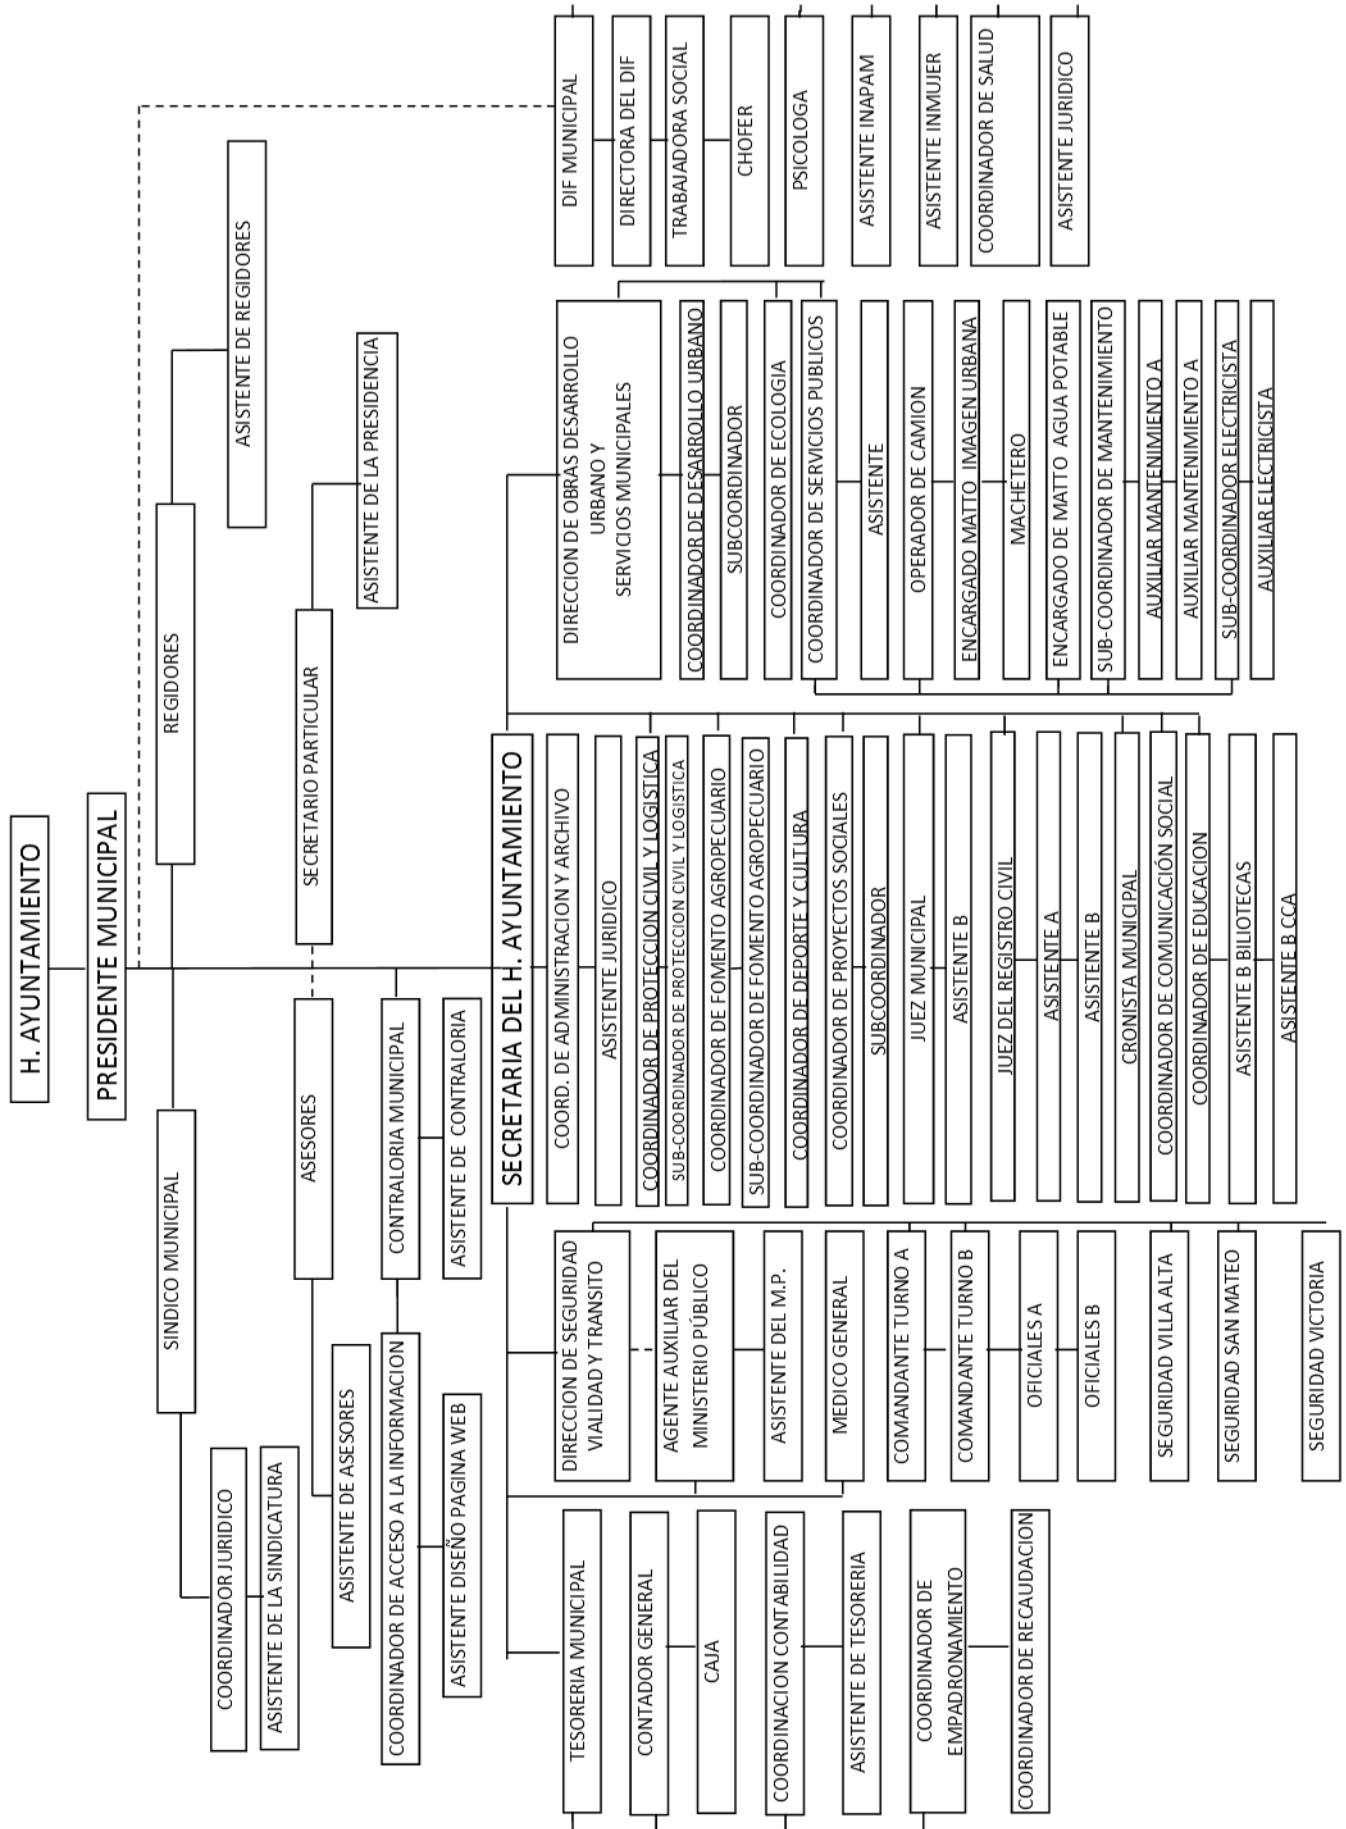 H. AYUNTAMIENTO
PRESIDENTE MUNICIPAL
SINDICO MUNICIPAL
REGIDORES
COORDINADOR JURIDICO
ASISTENTE DE LA SINDICATURA
ASISTENTE DE REGIDORES
ASESORES
SECRETARIO PARTICULAR
ASISTENTE DE ASESORES
ASISTENTE DE LA PRESIDENCIA
COORDINADOR DE ACCESO A LA INFORMACION
CONTRALORIA MUNICIPAL
ASISTENTE DISEÑO PAGINA WEB
ASISTENTE DE CONTRALORIA
SECRETARIA DEL H. AYUNTAMIENTO
TESORERIA MUNICIPAL
CONTADOR GENERAL
CAJA
COORDINACION CONTABILIDAD
ASISTENTE DE TESORERIA
COORDINADOR DE
EMPADRONAMIENTO
COORDINADOR DE RECAUDACION
DIRECCION DE SEGURIDAD
VIALIDAD Y TRANSITO
AGENTE AUXILIAR DEL
MINISTERIO PÚBLICO
ASISTENTE DEL M.P.
MEDICO GENERAL
COMANDANTE TURNO A
COMANDANTE TURNO B
OFICIALES A
OFICIALES B
SEGURIDAD VILLA ALTA
SEGURIDAD SAN MATEO
SEGURIDAD VICTORIA
COORD. DE ADMINISTRACION Y ARCHIVO
ASISTENTE JURIDICO
COORDINADOR DE PROTECCION CIVIL Y LOGISTICA
SUB-COORDINADOR DE PROTECCION CIVIL Y LOGISTICA
COORDINADOR DE FOMENTO AGROPECUARIO
SUB-COORDINADOR DE FOMENTO AGROPECUARIO
COORDINADOR DE DEPORTE Y CULTURA
COORDINADOR DE PROYECTOS SOCIALES
SUBCOORDINADOR
JUEZ MUNICIPAL
ASISTENTE B
JUEZ DEL REGISTRO CIVIL
ASISTENTE A
ASISTENTE B
CRONISTA MUNICIPAL
COORDINADOR DE COMUNICACIÓN SOCIAL
COORDINADOR DE EDUCACION
ASISTENTE B BILIOTECAS
ASISTENTE B CCA
DIRECCION DE OBRAS DESARROLLO
URBANO Y
SERVICIOS MUNICIPALES
COORDINADOR DE DESARROLLO URBANO
SUBCOORDINADOR
COORDINADOR DE ECOLOGIA
COORDINADOR DE SERVICIOS PUBLICOS
ASISTENTE
OPERADOR DE CAMION
ENCARGADO MATTO IMAGEN URBANA
MACHETERO
ENCARGADO DE MATTO AGUA POTABLE
SUB-COORDINADOR DE MANTENIMIENTO
AUXILIAR MANTENIMIENTO A
AUXILIAR MANTENIMIENTO A
SUB-COORDINADOR ELECTRICISTA
AUXILIAR ELECTRICISTA
DIF MUNICIPAL
DIRECTORA DEL DIF
TRABAJADORA SOCIAL
CHOFER
PSICOLOGA
ASISTENTE INAPAM
ASISTENTE INMUJER
COORDINADOR DE SALUD
ASISTENTE JURIDICO